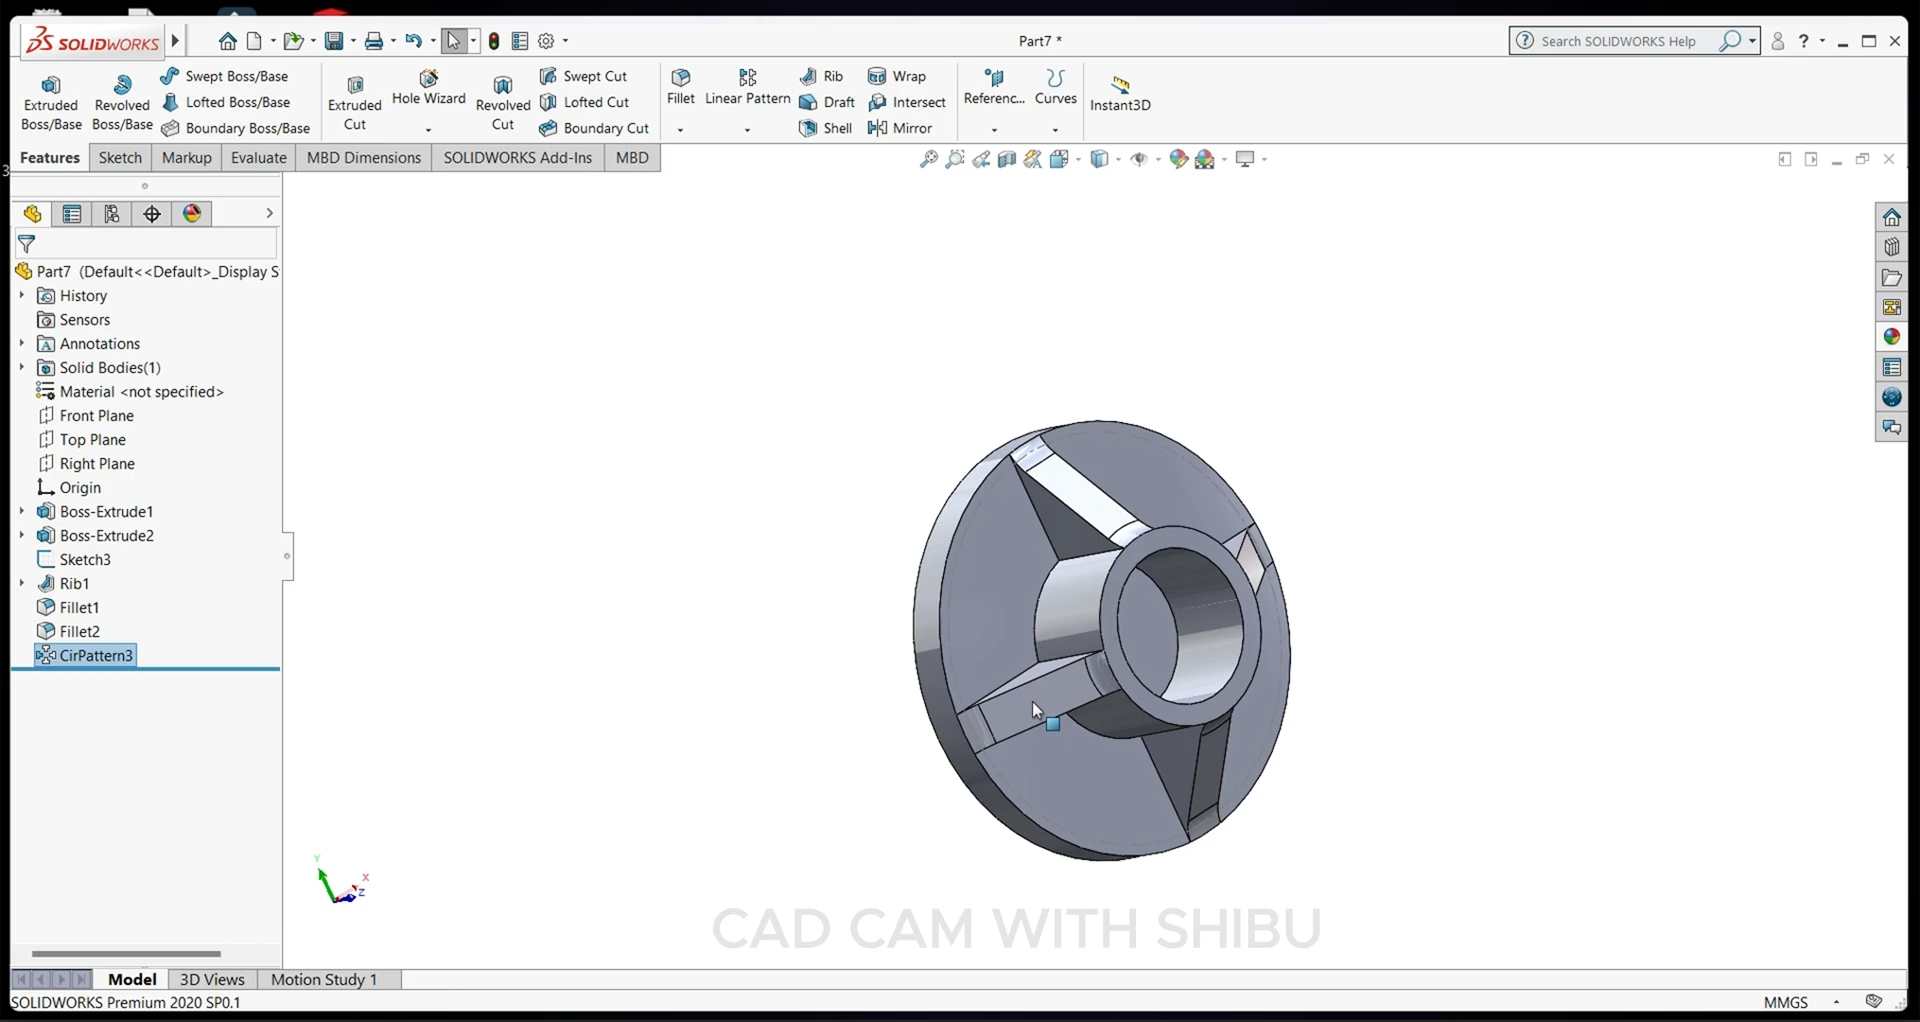 SOLIDWORKS
Part7 *
Search SOLIDWORKS Help
Extruded Boss/Base
Revolved Boss/Base
Swept Boss/Base
Lofted Boss/Base
Boundary Boss/Base
Extruded Cut
Hole Wizard
Revolved Cut
Swept Cut
Lofted Cut
Boundary Cut
Fillet
Linear Pattern
Rib
Draft
Shell
Wrap
Intersect
Mirror
Referenc...
Curves
Instant3D
Features
Sketch
Markup
Evaluate
MBD Dimensions
SOLIDWORKS Add-Ins
MBD
3
Part7 (Default<<Default>_Display S
History
Sensors
Annotations
Solid Bodies(1)
Material <not specified>
Front Plane
Top Plane
Right Plane
Origin
Boss-Extrude1
Boss-Extrude2
Sketch3
Rib1
Fillet1
Fillet2
CirPattern3
Y
X
Z
CAD CAM WITH SHIBU
Model
3D Views
Motion Study 1
SOLIDWORKS Premium 2020 SP0.1
MMGS